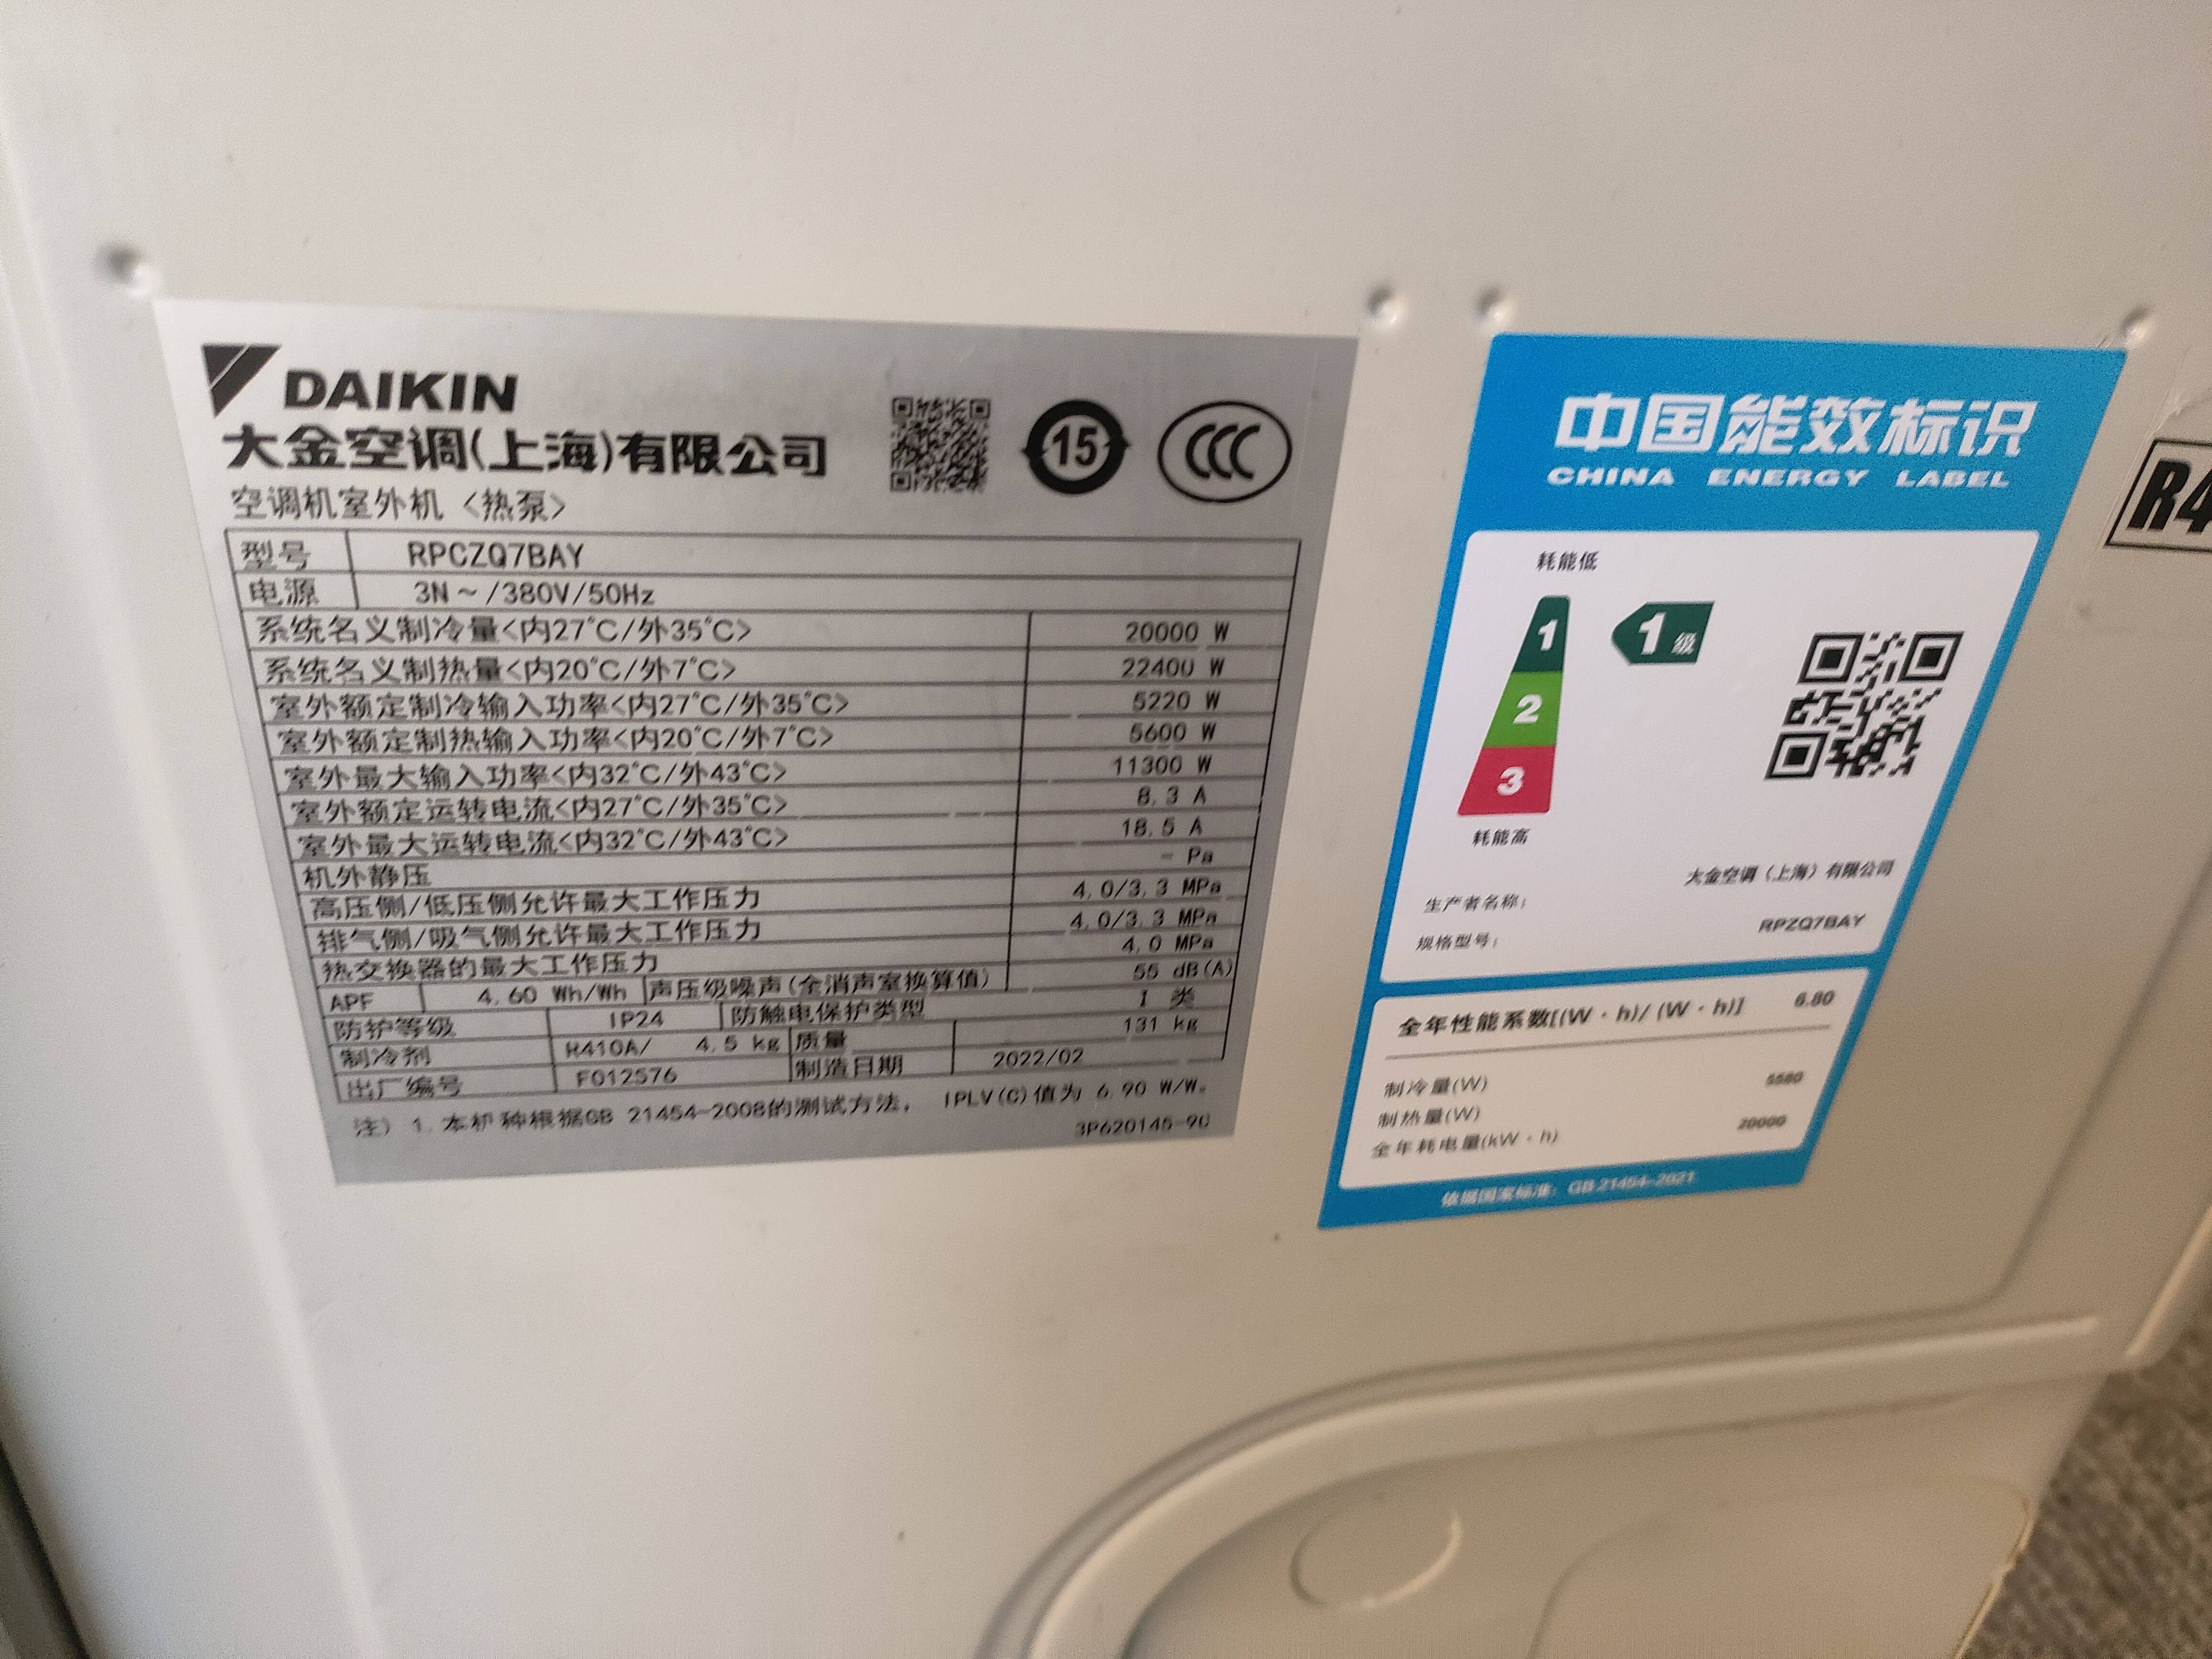 DAIKIN
大金空调(上海)有限公司
15
CCC
空调机室外机 <热泵>
型号 RPCZQ7BAY
电源 3N～/380V/50Hz
系统名义制冷量<内27°C/外35°C> 20000 W
系统名义制热量<内20°C/外7°C> 22400 W
室外额定制冷输入功率<内27°C/外35°C> 5220 W
室外额定制热输入功率<内20°C/外7°C> 5600 W
室外最大输入功率<内32°C/外43°C> 11300 W
室外额定运转电流<内27°C/外35°C> 8.3 A
室外最大运转电流<内32°C/外43°C> 18.5 A
机外静压 - Pa
高压侧/低压侧允许最大工作压力 4.0/3.3 MPa
排气侧/吸气侧允许最大工作压力 4.0/3.3 MPa
热交换器的最大工作压力 4.0 MPa
APF 4.60 Wh/Wh 声压级噪声(全消声室换算值) 55 dB(A)
防护等级 IP24 防触电保护类型 I 类
制冷剂 R410A/ 4.5 kg 质量 131 kg
出厂编号 F012576 制造日期 2022/02
注) 1.本机种根据GB 21454-2008的测试方法， IPLV(C)值为 6.90 W/W。
3P620145-9C
中国能效标识
CHINA ENERGY LABEL
耗能低
1
1级
2
3
耗能高
生产者名称： 大金空调（上海）有限公司
规格型号： RPZQ7BAY
全年性能系数[(W·h)/(W·h)] 6.80
制冷量(W) 5580
制热量(W)
全年耗电量(kW·h) 20000
依据国家标准：GB 21454-2021
R4